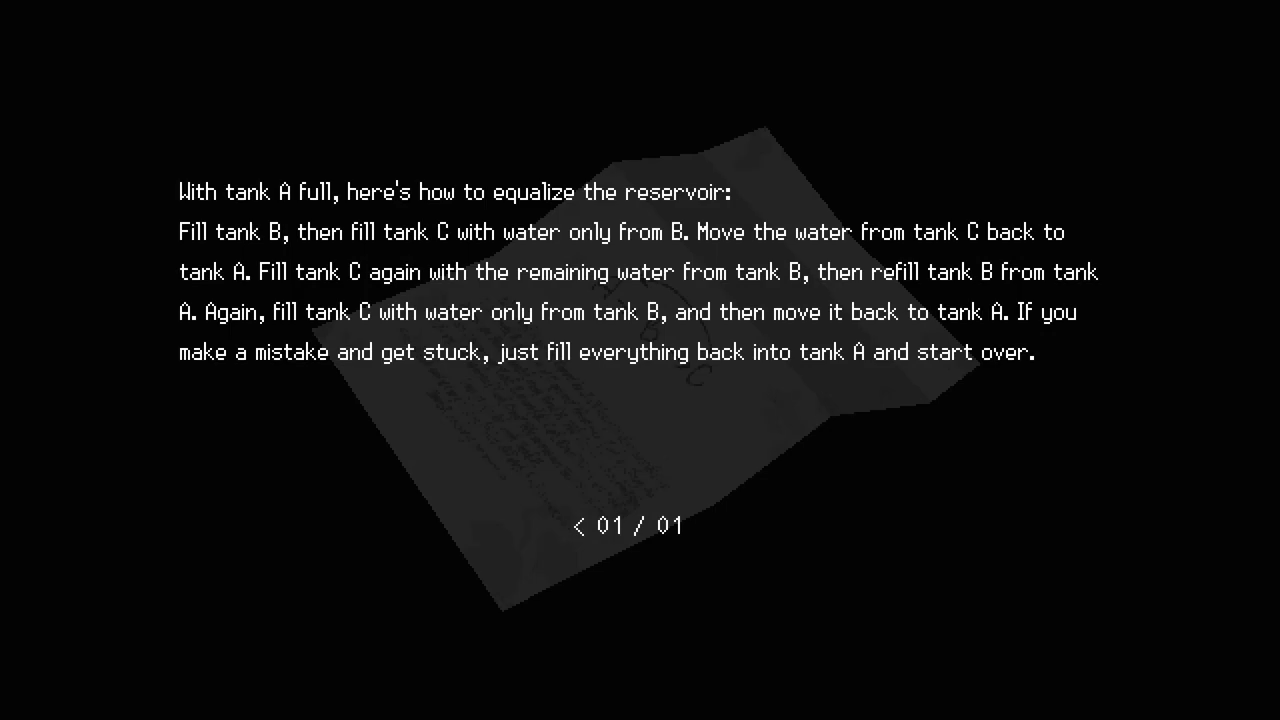 With tank A full, here's how to equalize the reservoir:
Fill tank B, then fill tank C with water only from B. Move the water from tank C back to
tank A. Fill tank C again with the remaining water from tank B, then refill tank B from tank
A. Again, fill tank C with water only from tank B, and then move it back to tank A. If you
make a mistake and get stuck, just fill everything back into tank A and start over.
< 01 / 01